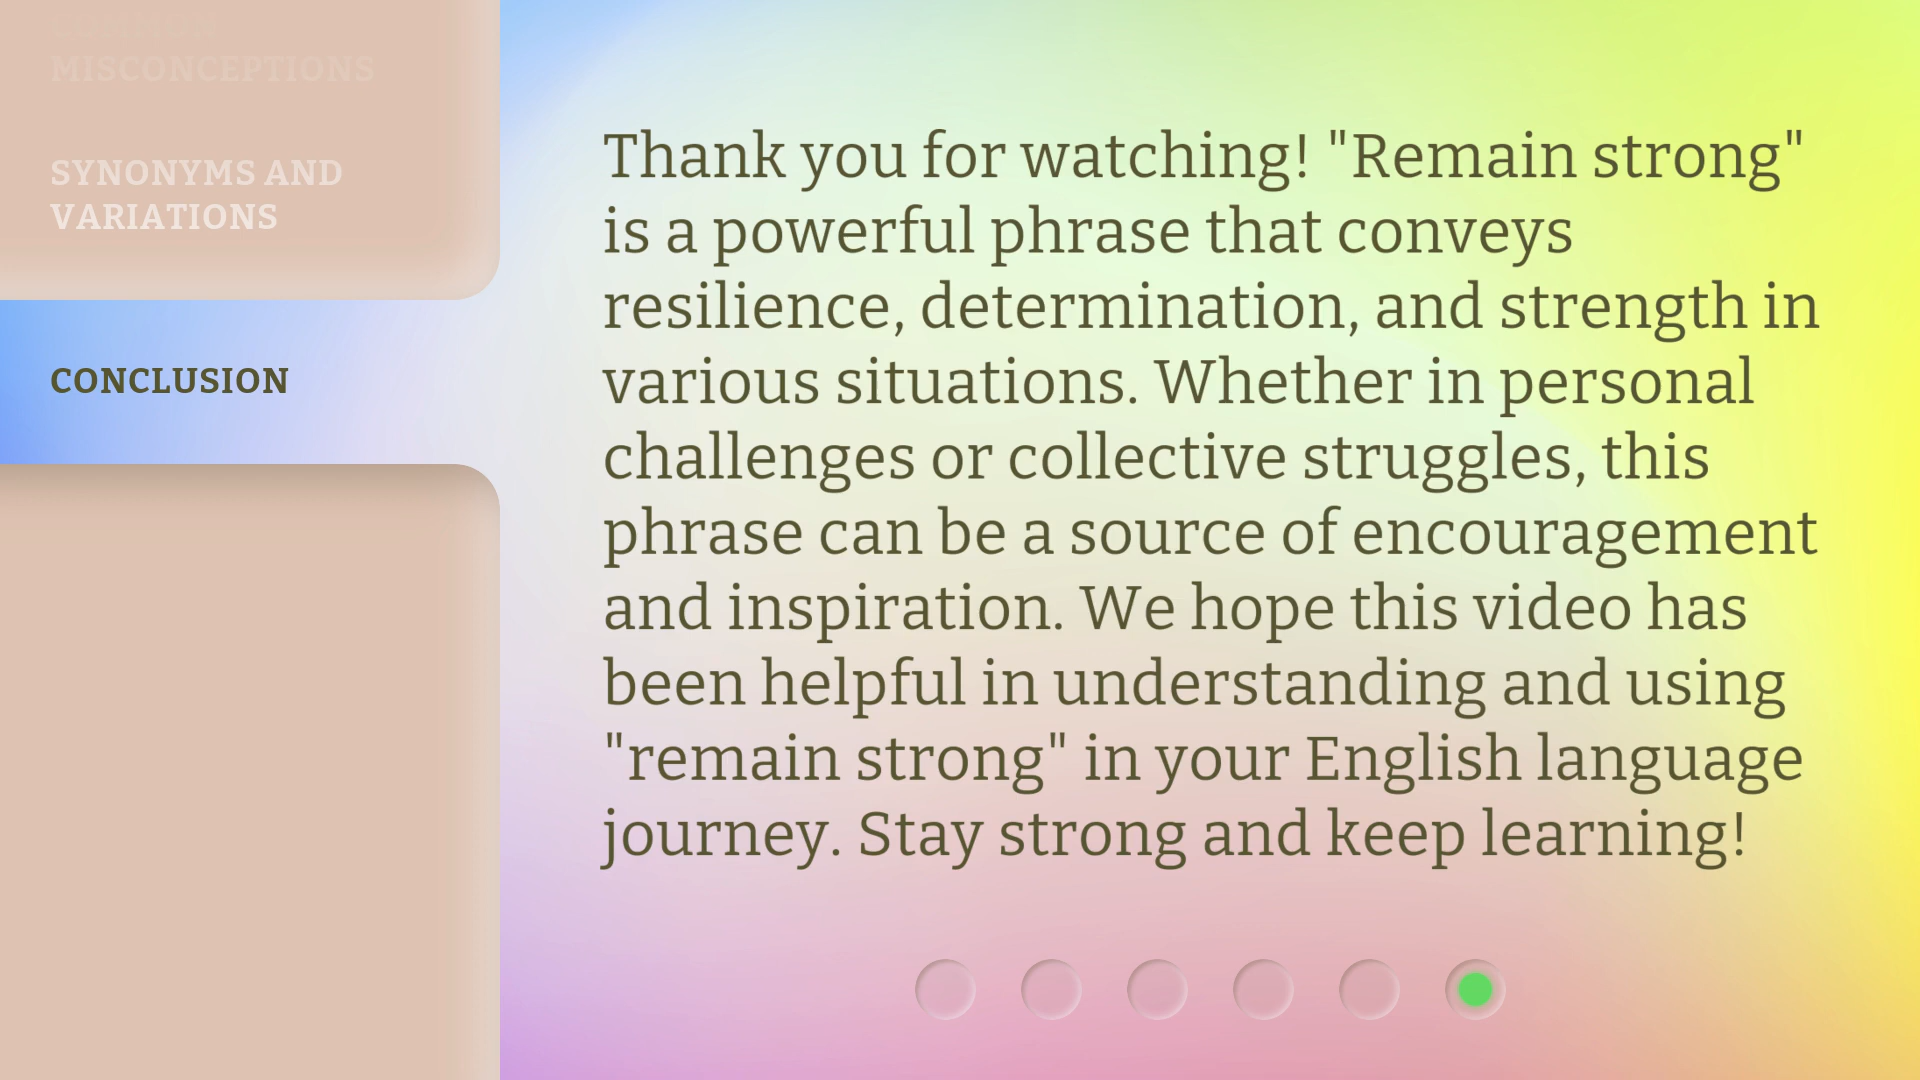 COMMON
MISCONCEPTIONS
SYNONYMS AND
VARIATIONS
CONCLUSION
Thank you for watching! "Remain strong"
is a powerful phrase that conveys
resilience, determination, and strength in
various situations. Whether in personal
challenges or collective struggles, this
phrase can be a source of encouragement
and inspiration. We hope this video has
been helpful in understanding and using
"remain strong" in your English language
journey. Stay strong and keep learning!